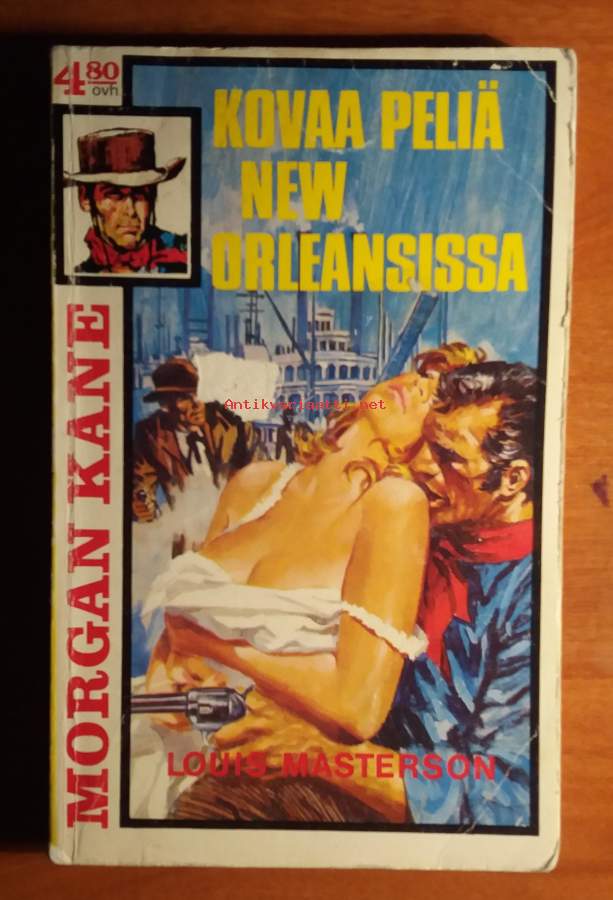 4 80
ovh
KOVAA PELIÄ
NEW
ORLEANSISSA
MORGAN KANE
Antikvariaatti.net
LOUIS MASTERSON